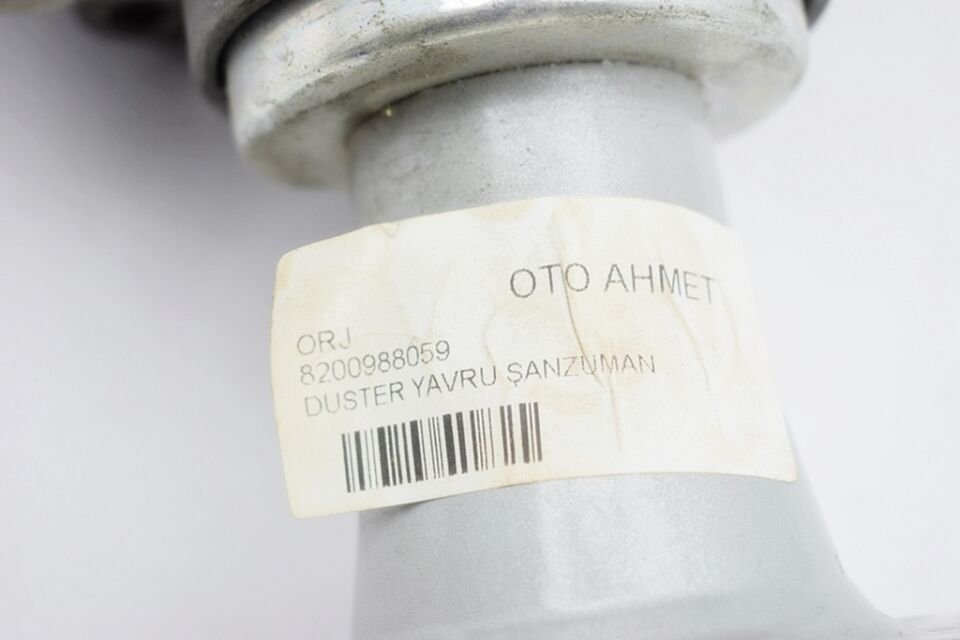 OTO AHMET
ORJ
8200988059
DUSTER YAVRU ŞANZUMAN